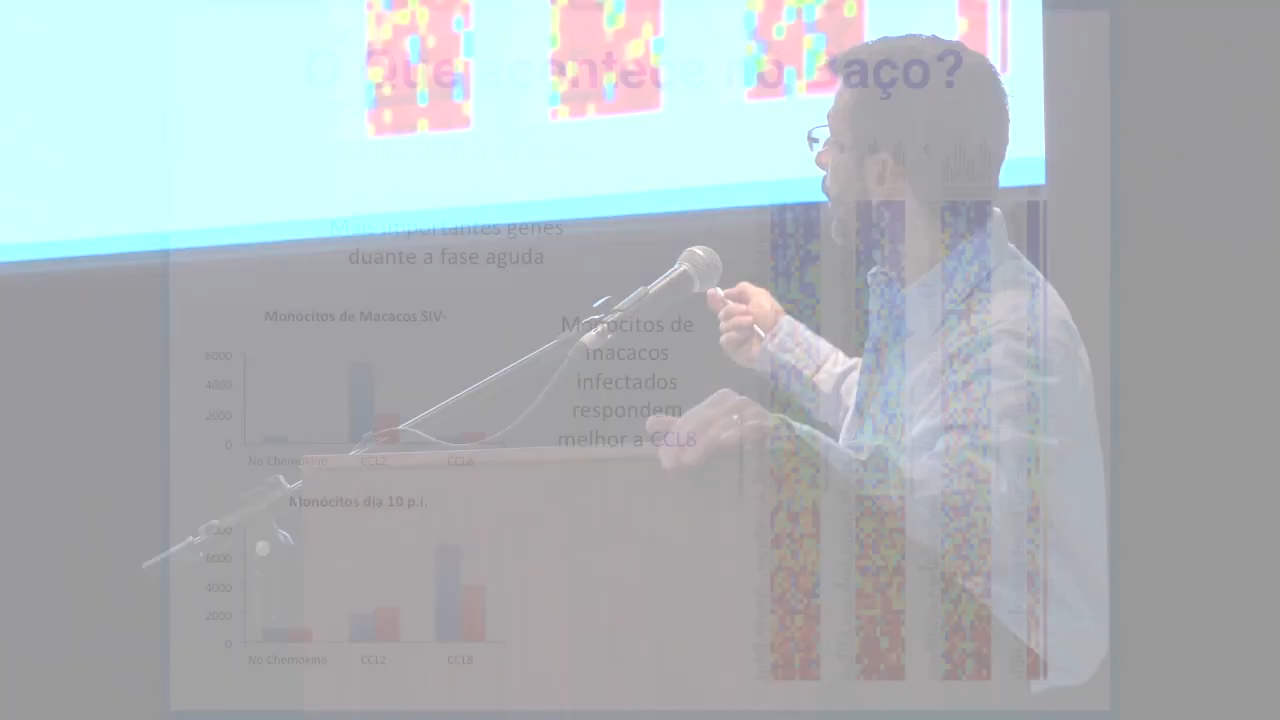 O Que acontece no baço?
Mais importantes genes
duante a fase aguda
Monócitos de Macacos SIV-
6000
4000
2000
0
No Chemokine CCL2 CCL8
Monócitos de
macacos
infectados
respondem
melhor a CCL8
Monócitos dia 10 p.i.
6000
4000
2000
0
No Chemokine CCL2 CCL8